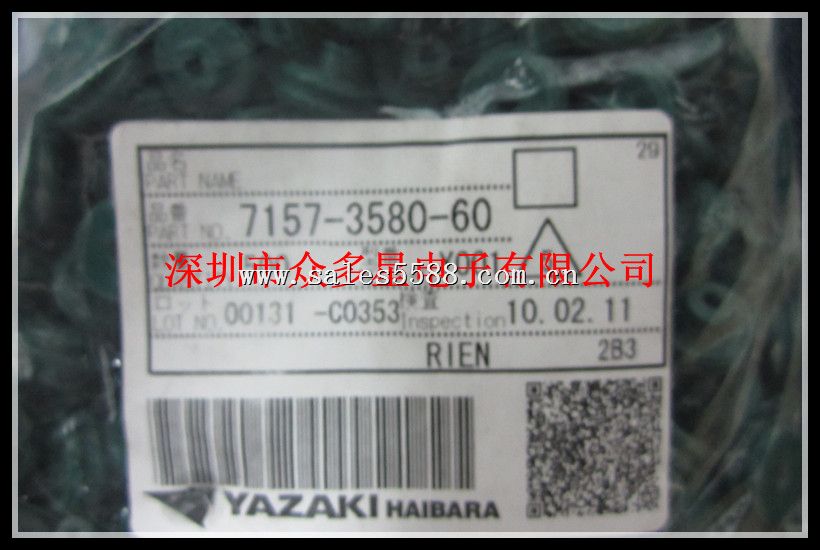 品名 29
PART NAME
品番
PART NO. 7157-3580-60
深圳市众多星电子有限公司
www.sales5588.com.cn
ロット 検査
LOT NO. 00131 -C0353 Inspection 10.02.11
RIEN 2B3
YAZAKI HAIBARA